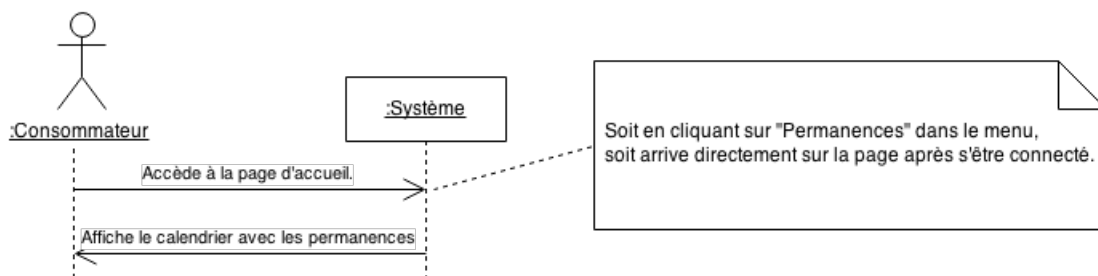 :Consommateur
:Système
Soit en cliquant sur "Permanences" dans le menu,
soit arrive directement sur la page après s'être connecté.
Accède à la page d'accueil.
Affiche le calendrier avec les permanences